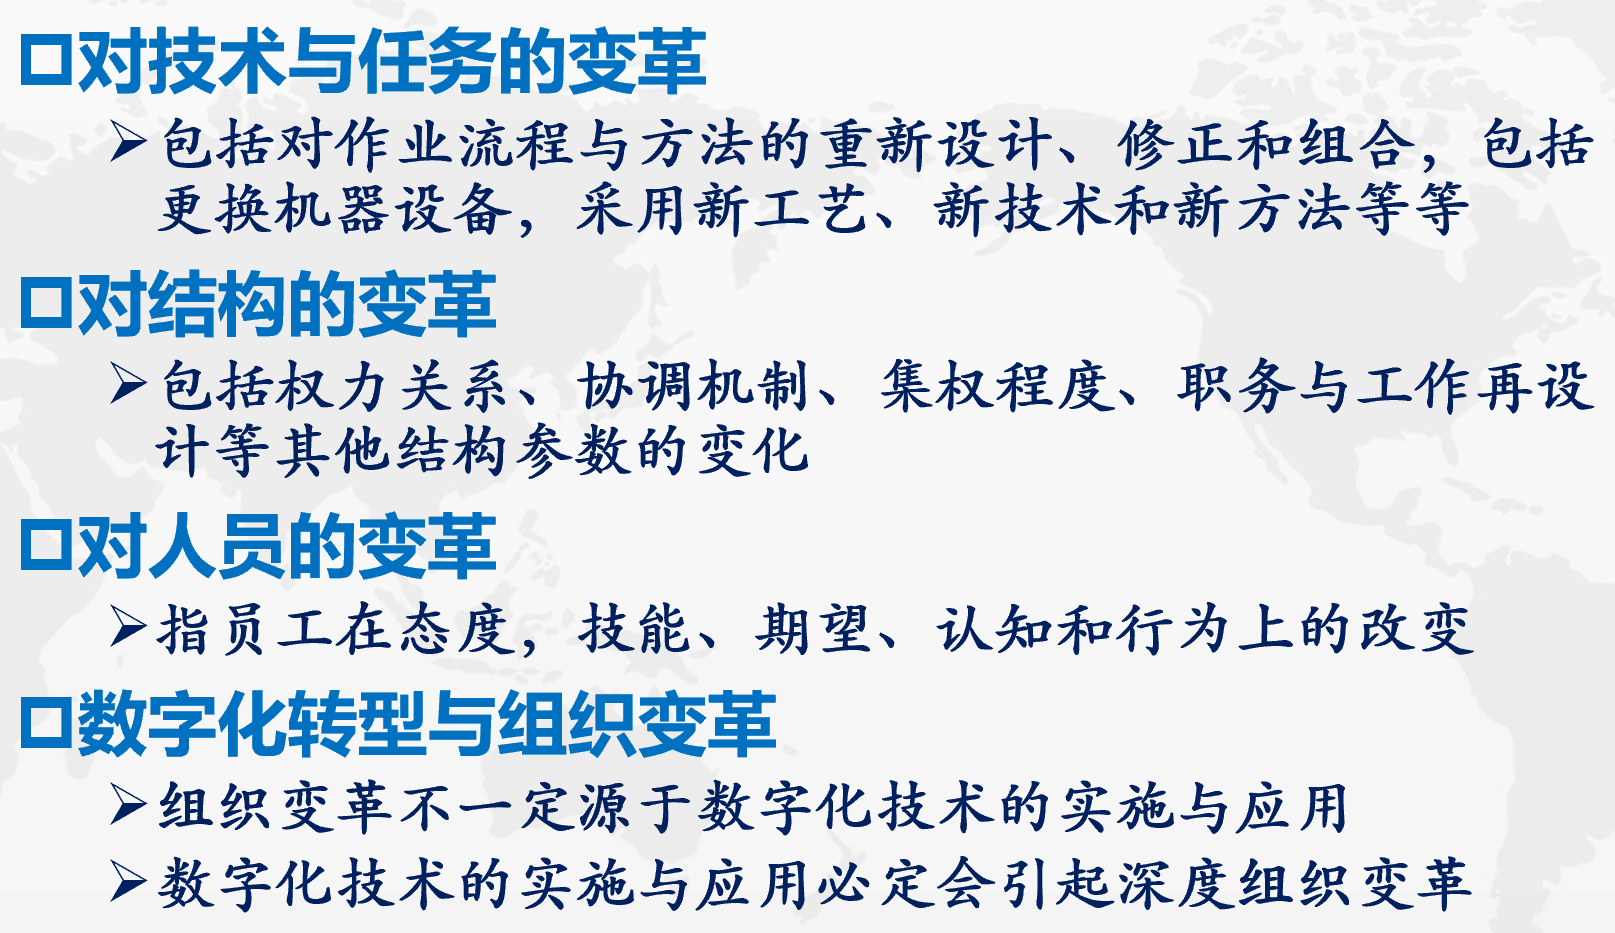 对技术与任务的变革
包括对作业流程与方法的重新设计、修正和组合，包括
更换机器设备，采用新工艺、新技术和新方法等等
对结构的变革
包括权力关系、协调机制、集权程度、职务与工作再设
计等其他结构参数的变化
对人员的变革
指员工在态度，技能、期望、认知和行为上的改变
数字化转型与组织变革
组织变革不一定源于数字化技术的实施与应用
数字化技术的实施与应用必定会引起深度组织变革